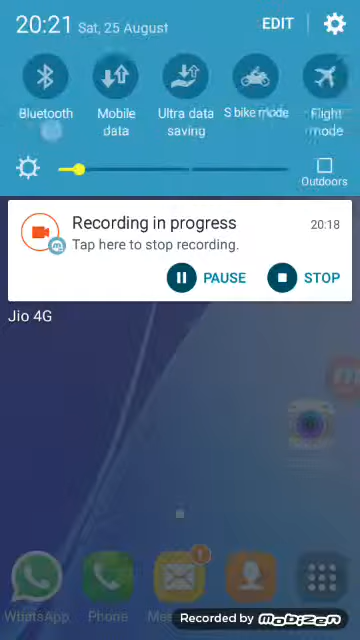 20:21 Sat, 25 August EDIT
Bluetooth
Mobile data
Ultra data saving
S bike mode
Flight mode
Outdoors
Recording in progress 20:18
Tap here to stop recording.
PAUSE STOP
Jio 4G
WhatsApp Phone
Recorded by MOBIZEN